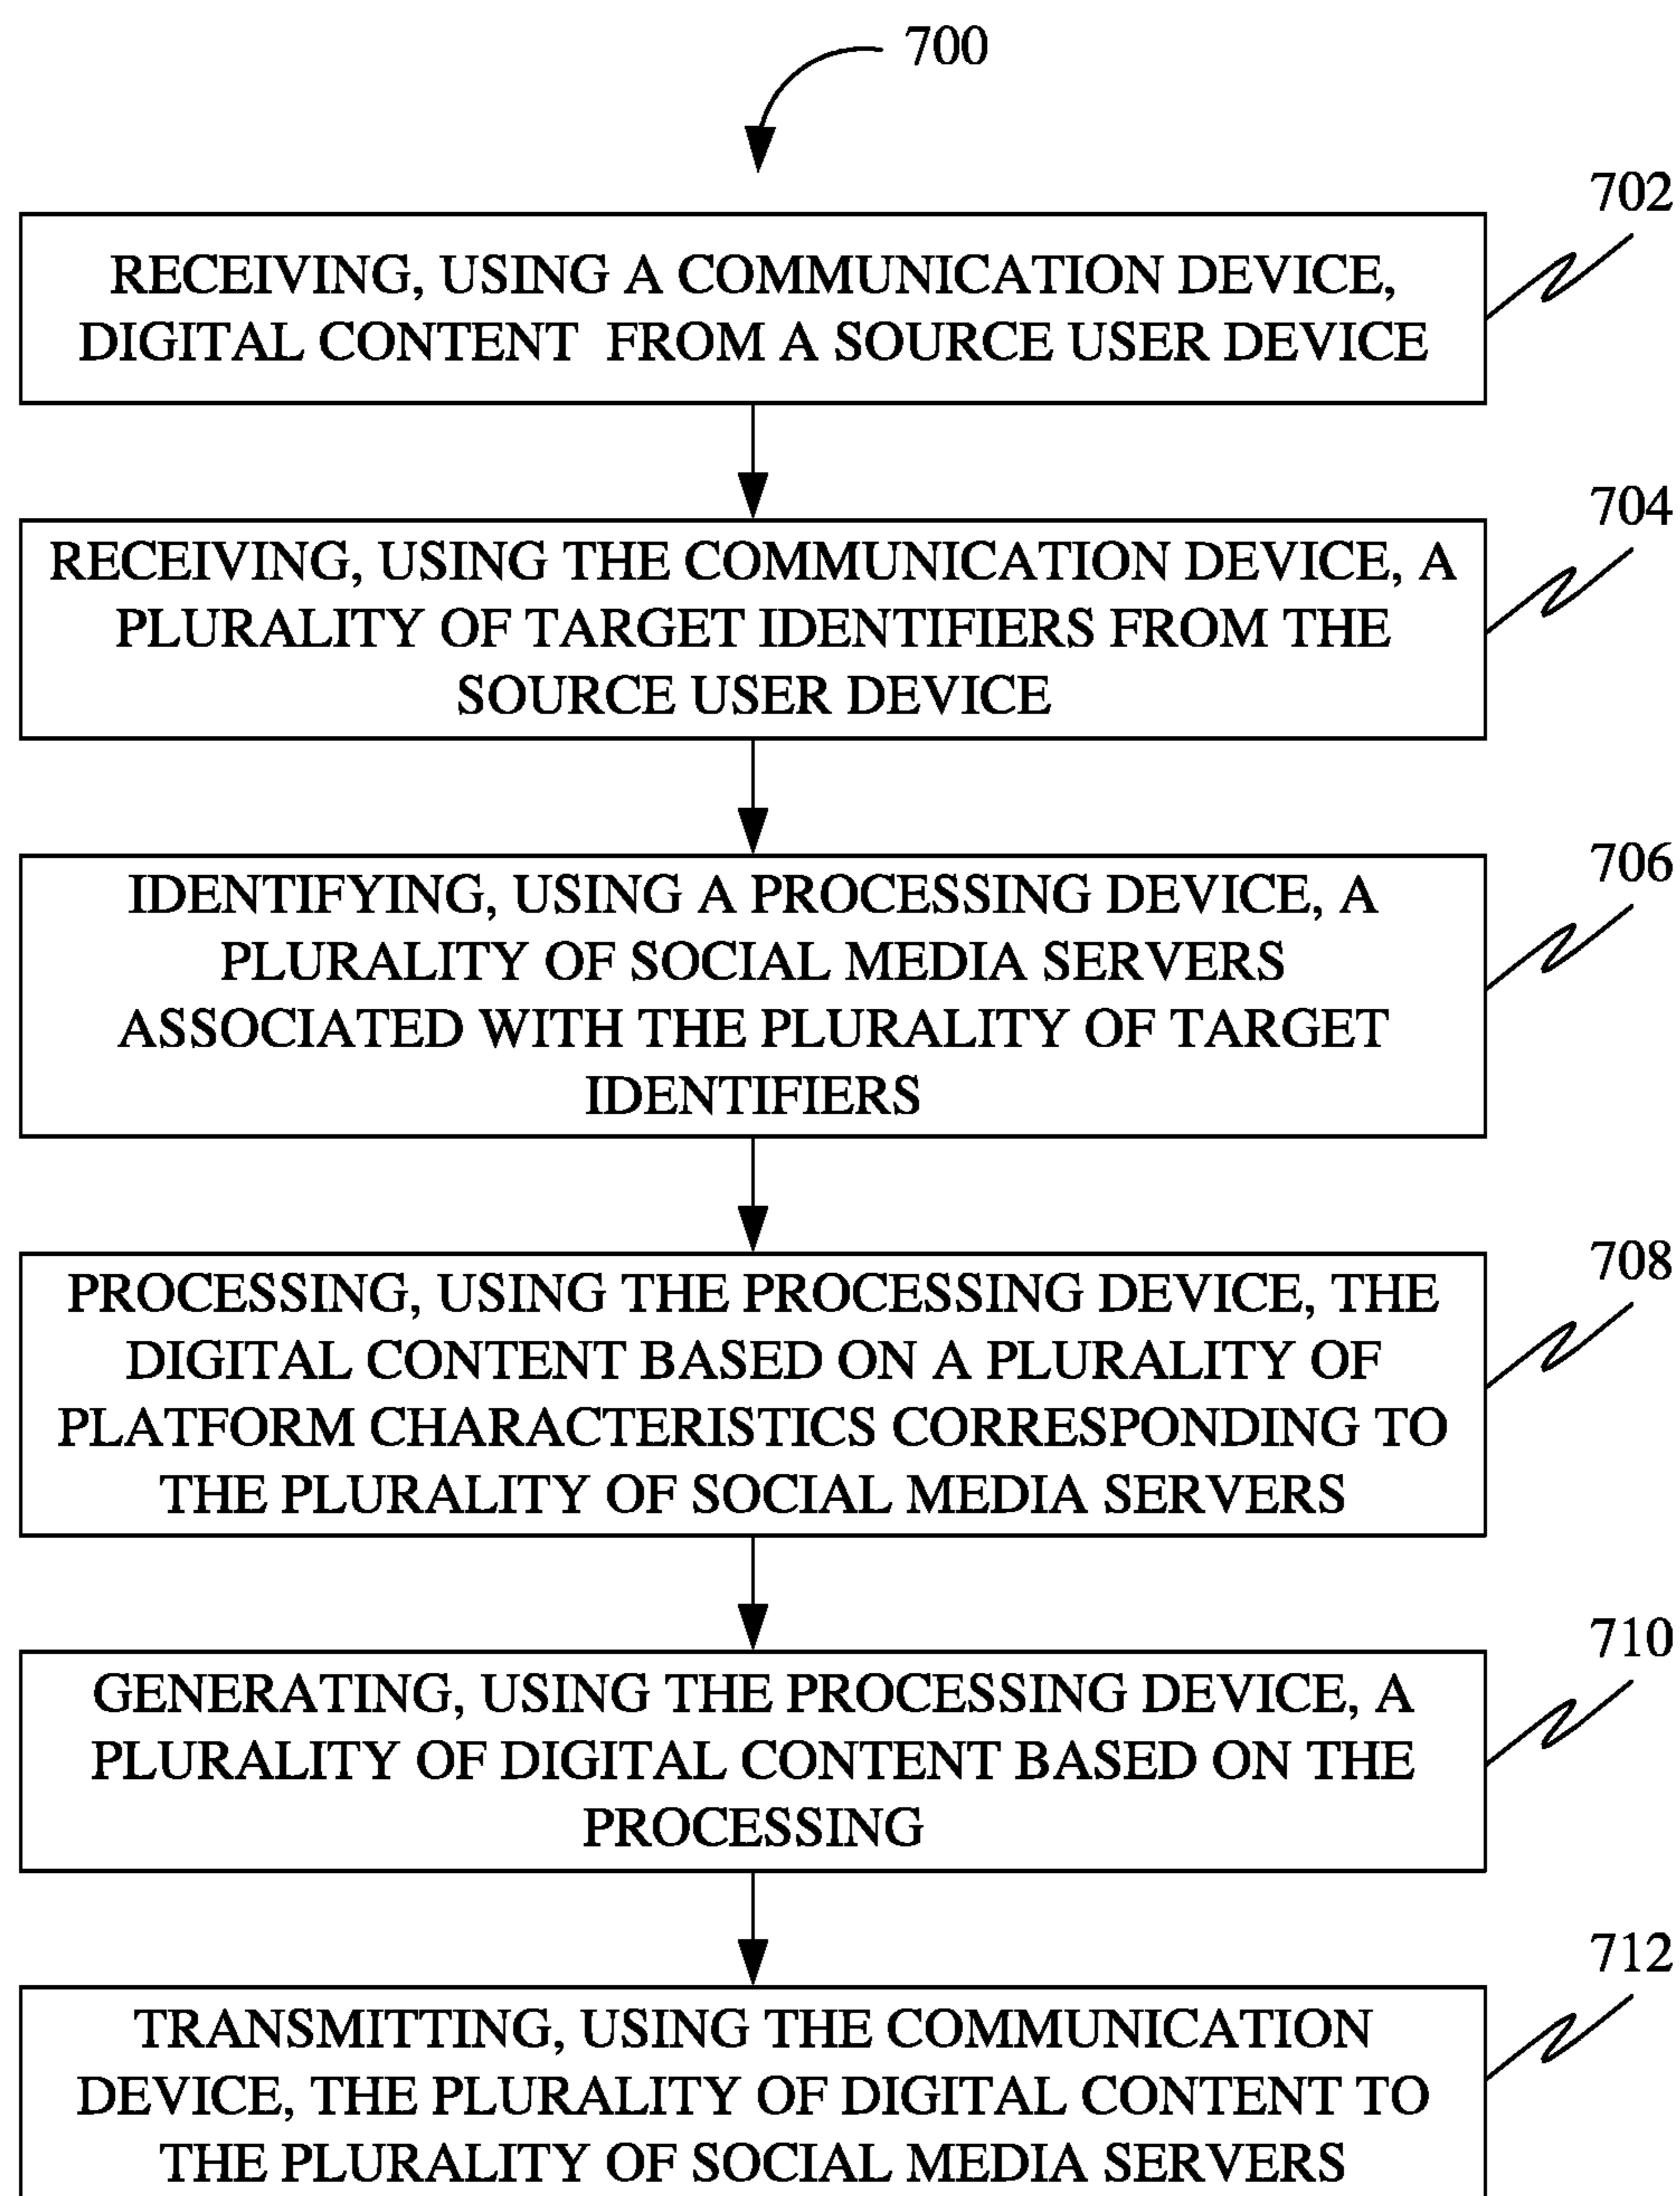 700
702
RECEIVING, USING A COMMUNICATION DEVICE,
DIGITAL CONTENT FROM A SOURCE USER DEVICE
704
RECEIVING, USING THE COMMUNICATION DEVICE, A
PLURALITY OF TARGET IDENTIFIERS FROM THE
SOURCE USER DEVICE
706
IDENTIFYING, USING A PROCESSING DEVICE, A
PLURALITY OF SOCIAL MEDIA SERVERS
ASSOCIATED WITH THE PLURALITY OF TARGET
IDENTIFIERS
708
PROCESSING, USING THE PROCESSING DEVICE, THE
DIGITAL CONTENT BASED ON A PLURALITY OF
PLATFORM CHARACTERISTICS CORRESPONDING TO
THE PLURALITY OF SOCIAL MEDIA SERVERS
710
GENERATING, USING THE PROCESSING DEVICE, A
PLURALITY OF DIGITAL CONTENT BASED ON THE
PROCESSING
712
TRANSMITTING, USING THE COMMUNICATION
DEVICE, THE PLURALITY OF DIGITAL CONTENT TO
THE PLURALITY OF SOCIAL MEDIA SERVERS